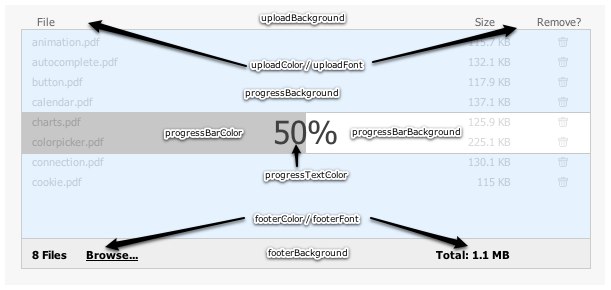 uploadBackground
File Size Remove?
animation.pdf 115.7 KB
autocomplete.pdf 132.1 KB
uploadColor // uploadFont
button.pdf 117.9 KB
progressBackground
calendar.pdf 137.1 KB
charts.pdf 125.9 KB
progressBarColor 50% progressBarBackground
colorpicker.pdf 225.1 KB
connection.pdf 130.1 KB
progressTextColor
cookie.pdf 115 KB
footerColor // footerFont
8 Files Browse... footerBackground Total: 1.1 MB